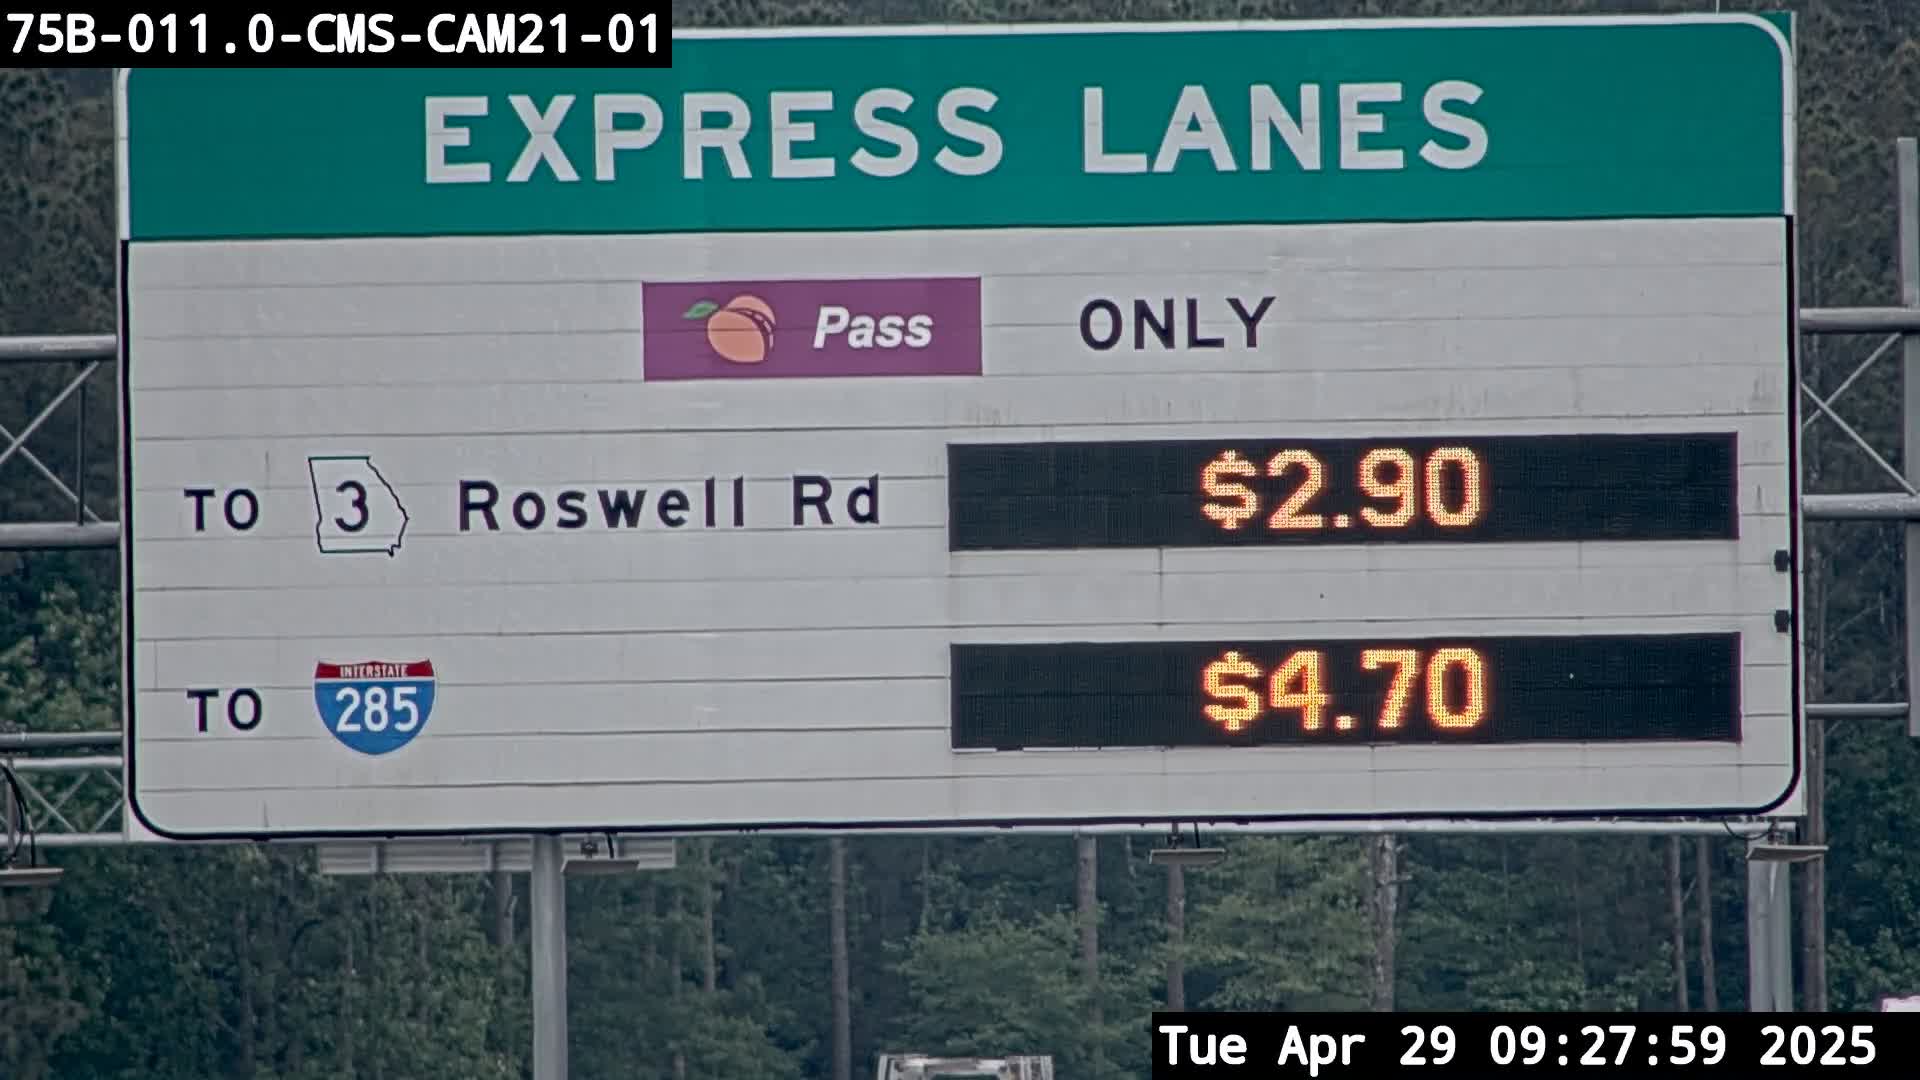 75B-011.0-CMS-CAM21-01
EXPRESS LANES
Pass ONLY
TO 3 Roswell Rd $2.90
INTERSTATE
TO 285 $4.70
Tue Apr 29 09:27:59 2025